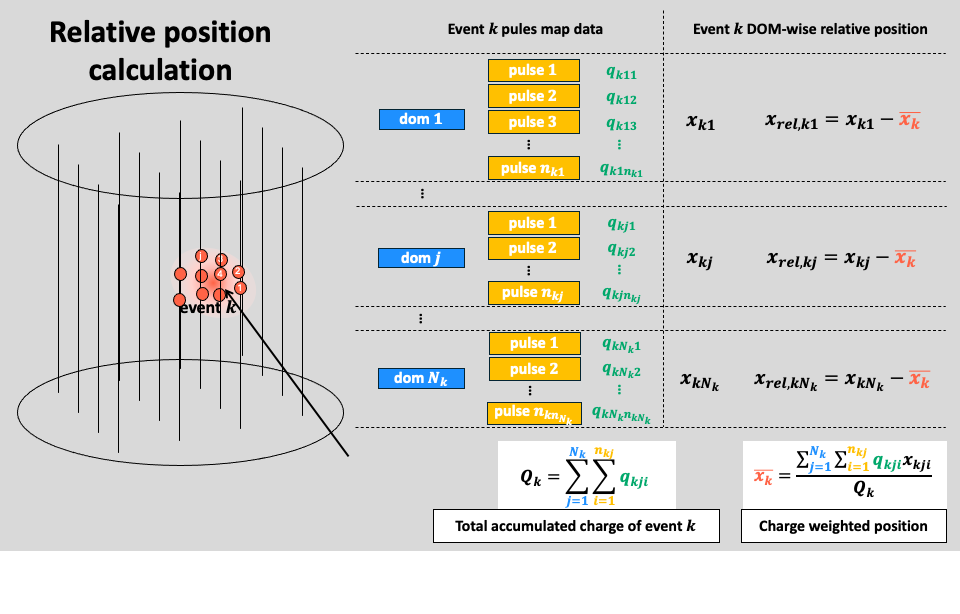 Relative position
calculation
event k
1
4
2
1
Event k pules map data
Event k DOM-wise relative position
dom 1
pulse 1 q_{k11}
pulse 2 q_{k12}
pulse 3 q_{k13}
⋮ ⋮
pulse n_{k1} q_{k1n_{k1}}
x_{k1} x_{rel,k1} = x_{k1} − \overline{x_k}
⋮
dom j
pulse 1 q_{kj1}
pulse 2 q_{kj2}
⋮ ⋮
pulse n_{kj} q_{kjn_{kj}}
x_{kj} x_{rel,kj} = x_{kj} − \overline{x_k}
⋮
dom N_k
pulse 1 q_{kN_k1}
pulse 2 q_{kN_k2}
⋮ ⋮
pulse n_{kn_{N_k}} q_{kN_kn_{kN_k}}
x_{kN_k} x_{rel,kN_k} = x_{kN_k} − \overline{x_k}
Q_k = \sum_{j=1}^{N_k} \sum_{i=1}^{n_{kj}} q_{kji}
Total accumulated charge of event k
\overline{x_k} = \frac{\sum_{j=1}^{N_k} \sum_{i=1}^{n_{kj}} q_{kji} x_{kji}}{Q_k}
Charge weighted position